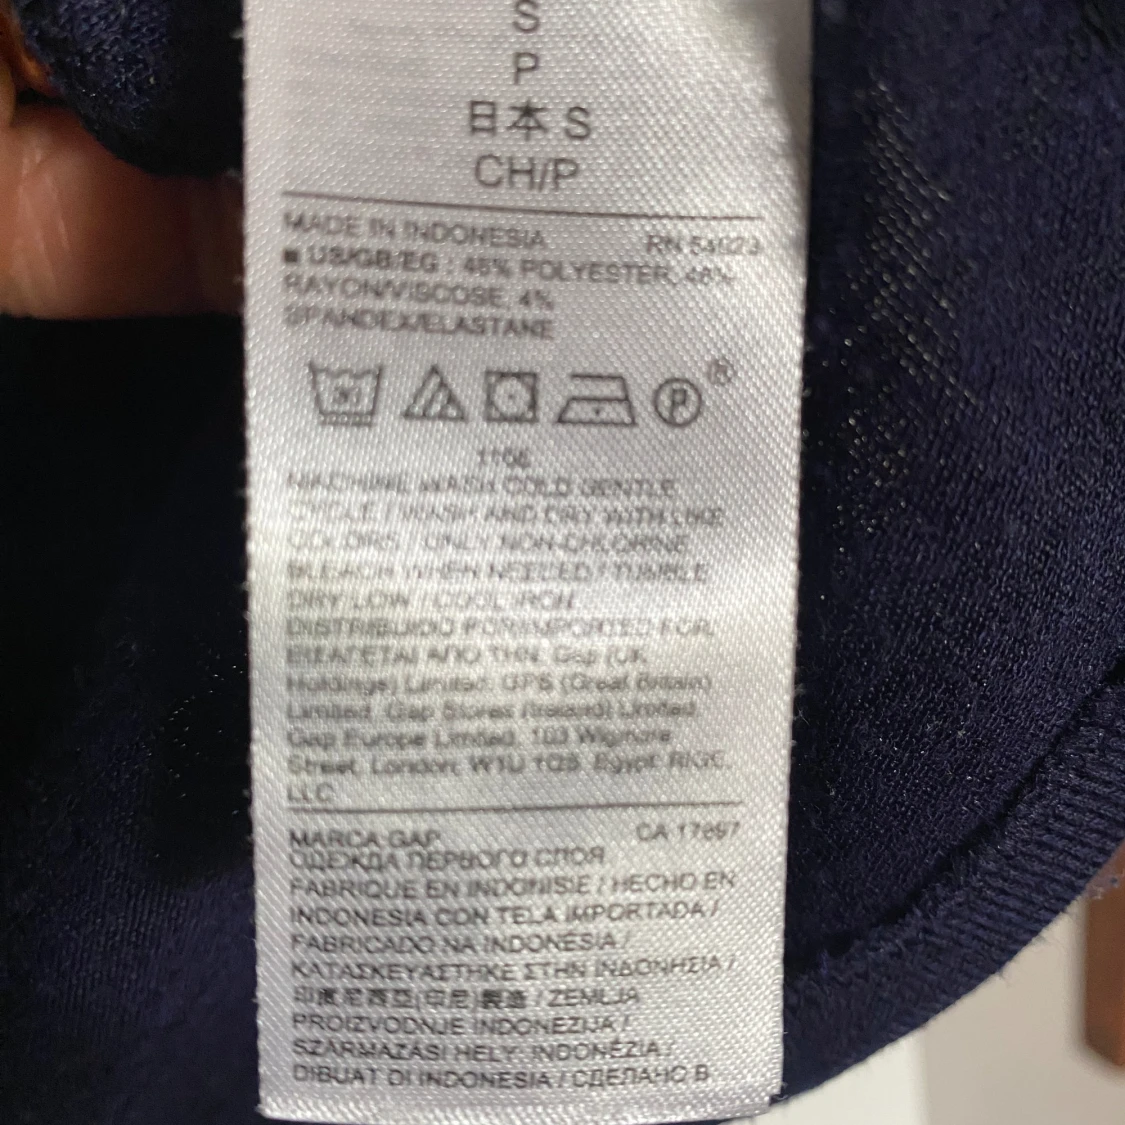 S
P
日本 S
CH/P
MADE IN INDONESIA RN 54023
■ US/GB/EG : 48% POLYESTER, 48%
RAYON/VISCOSE, 4%
SPANDEX/ELASTANE
P ®
MACHINE WASH COLD GENTLE
CYCLE / WASH AND DRY WITH LIKE
COLORS / ONLY NON-CHLORINE
BLEACH WHEN NEEDED / TUMBLE
DRY LOW / COOL IRON
DISTRIBUIDO POR/IMPORTED FOR,
ΕΙΣΑΓΕΤΑΙ ΑΠΟ ΤΗΝ: Gap (UK
Holdings) Limited; GPS (Great Britain)
Limited; Gap Stores (Ireland) Limited;
Gap Europe Limited, 103 Wigmore
Street, London, W1U 1QS. Egypt: RIGC,
LLC
MARCA GAP CA 17897
ОДЕЖДА ПЕРВОГО СЛОЯ
FABRIQUÉ EN INDONISIE / HECHO EN
INDONESIA CON TELA IMPORTADA /
FABRICADO NA INDONÉSIA /
ΚΑΤΑΣΚΕΥΑΣΤΗΚΕ ΣΤΗΝ ΙΝΔΟΝΗΣΙΑ /
印度尼西亞(印尼)製造 / ZEMLJA
PROIZVODNJE INDONEZIJA /
SZÁRMAZÁSI HELY: INDONÉZIA /
DIBUAT DI INDONESIA / СДЕЛАНО В